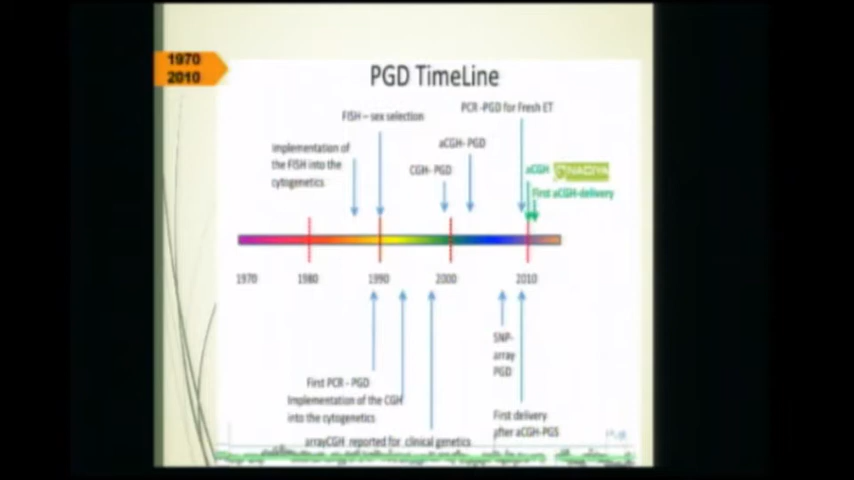 1970
2010
PGD TimeLine
FISH – sex selection
PCR -PGD for Fresh ET
Implementation of
the FISH into the
cytogenetics
aCGH- PGD
CGH- PGD
aCGH NADIYA
First aCGH-delivery
1970 1980 1990 2000 2010
SNP-
array
PGD
First PCR - PGD
Implementation of the CGH
into the cytogenetics
First delivery
after aCGH-PGS
arrayCGH reported for clinical genetics